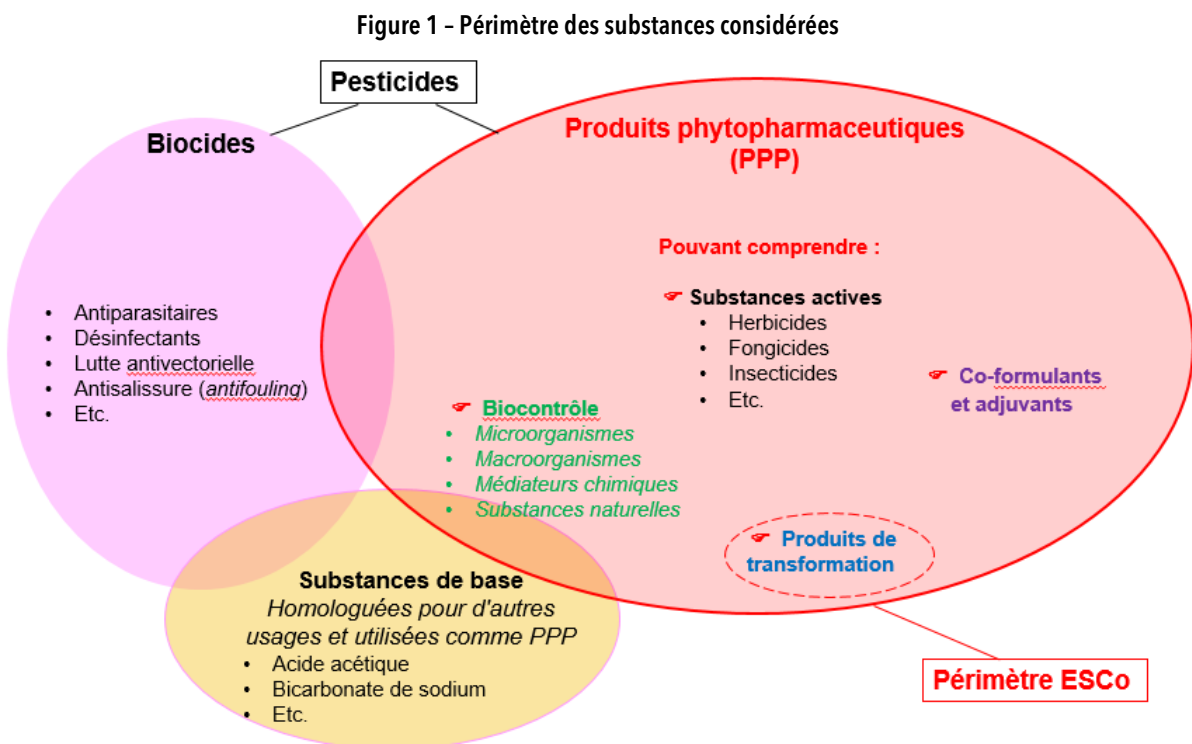 Figure 1 – Périmètre des substances considérées
Pesticides
Biocides
Produits phytopharmaceutiques
(PPP)
Pouvant comprendre :
☞ Substances actives
• Herbicides
• Fongicides
• Insecticides
• Etc.
☞ Co-formulants
et adjuvants
• Antiparasitaires
• Désinfectants
• Lutte antivectorielle
• Antisalissure (antifouling)
• Etc.
☞ Biocontrôle
• Microorganismes
• Macroorganismes
• Médiateurs chimiques
• Substances naturelles
☞ Produits de
transformation
Substances de base
Homologuées pour d'autres
usages et utilisées comme PPP
• Acide acétique
• Bicarbonate de sodium
• Etc.
Périmètre ESCo